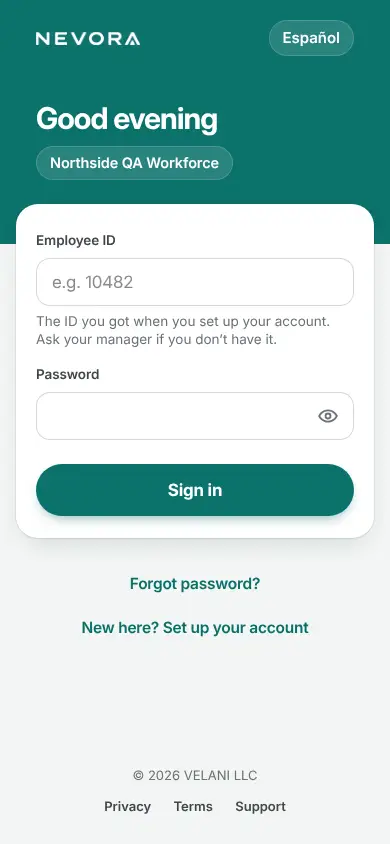 NEVORA
Español
Good evening
Northside QA Workforce
Employee ID
e.g. 10482
The ID you got when you set up your account.
Ask your manager if you don’t have it.
Password
Sign in
Forgot password?
New here? Set up your account
© 2026 VELANI LLC
Privacy Terms Support